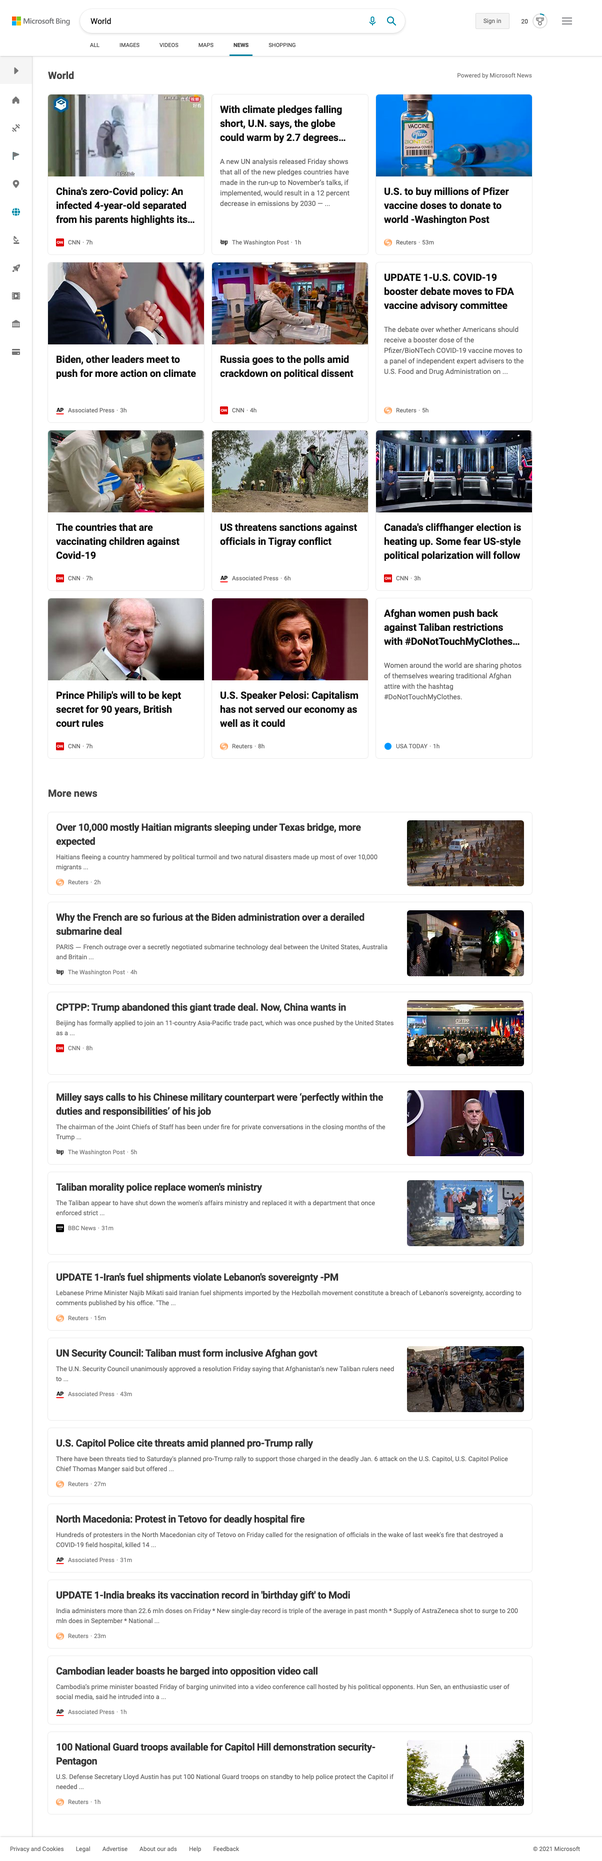 Microsoft Bing
World
Sign in
20
ALL
IMAGES
VIDEOS
MAPS
NEWS
SHOPPING
World
Powered by Microsoft News
China's zero-Covid policy: An
infected 4-year-old separated
from his parents highlights its...
CNN · 7h
With climate pledges falling
short, U.N. says, the globe
could warm by 2.7 degrees...
A new UN analysis released Friday shows
that all of the new pledges countries have
made in the run-up to November's talks, if
implemented, would result in a 12 percent
decrease in emissions by 2030 — ...
The Washington Post · 1h
VACCINE
U.S. to buy millions of Pfizer
vaccine doses to donate to
world -Washington Post
Reuters · 53m
Biden, other leaders meet to
push for more action on climate
AP Associated Press · 3h
Russia goes to the polls amid
crackdown on political dissent
CNN · 4h
UPDATE 1-U.S. COVID-19
booster debate moves to FDA
vaccine advisory committee
The debate over whether Americans should
receive a booster dose of the
Pfizer/BioNTech COVID-19 vaccine moves to
a panel of independent expert advisers to the
U.S. Food and Drug Administration on ...
Reuters · 5h
The countries that are
vaccinating children against
Covid-19
CNN · 7h
US threatens sanctions against
officials in Tigray conflict
AP Associated Press · 6h
Canada's cliffhanger election is
heating up. Some fear US-style
political polarization will follow
CNN · 3h
Prince Philip's will to be kept
secret for 90 years, British
court rules
CNN · 7h
U.S. Speaker Pelosi: Capitalism
has not served our economy as
well as it could
Reuters · 8h
Afghan women push back
against Taliban restrictions
with #DoNotTouchMyClothes...
Women around the world are sharing photos
of themselves wearing traditional Afghan
attire with the hashtag
#DoNotTouchMyClothes.
USA TODAY · 1h
More news
Over 10,000 mostly Haitian migrants sleeping under Texas bridge, more
expected
Haitians fleeing a country hammered by political turmoil and two natural disasters made up most of over 10,000
migrants ...
Reuters · 2h
Why the French are so furious at the Biden administration over a derailed
submarine deal
PARIS — French outrage over a secretly negotiated submarine technology deal between the United States, Australia
and Britain ...
The Washington Post · 4h
CPTPP: Trump abandoned this giant trade deal. Now, China wants in
Beijing has formally applied to join an 11-country Asia-Pacific trade pact, which was once pushed by the United States
as a ...
CNN · 8h
CPTPP
Milley says calls to his Chinese military counterpart were ‘perfectly within the
duties and responsibilities’ of his job
The chairman of the Joint Chiefs of Staff has been under fire for private conversations in the closing months of the
Trump ...
The Washington Post · 5h
Taliban morality police replace women's ministry
The Taliban appear to have shut down the women's affairs ministry and replaced it with a department that once
enforced strict ...
BBC News · 31m
UPDATE 1-Iran's fuel shipments violate Lebanon's sovereignty -PM
Lebanese Prime Minister Najib Mikati said Iranian fuel shipments imported by the Hezbollah movement constitute a breach of Lebanon's sovereignty, according to
comments published by his office. "The ...
Reuters · 15m
UN Security Council: Taliban must form inclusive Afghan govt
The U.N. Security Council unanimously approved a resolution Friday saying that Afghanistan's new Taliban rulers need
to ...
AP Associated Press · 43m
U.S. Capitol Police cite threats amid planned pro-Trump rally
There have been threats tied to Saturday's planned pro-Trump rally to support those charged in the deadly Jan. 6 attack on the U.S. Capitol, U.S. Capitol Police
Chief Thomas Manger said but offered ...
Reuters · 27m
North Macedonia: Protest in Tetovo for deadly hospital fire
Hundreds of protesters in the North Macedonian city of Tetovo on Friday called for the resignation of officials in the wake of last week's fire that destroyed a
COVID-19 field hospital, killed 14 ...
AP Associated Press · 31m
UPDATE 1-India breaks its vaccination record in 'birthday gift' to Modi
India administers more than 22.6 mln doses on Friday * New single-day record is triple of the average in past month * Supply of AstraZeneca shot to surge to 200
mln does in September * National ...
Reuters · 23m
Cambodian leader boasts he barged into opposition video call
Cambodia's prime minister boasted Friday of barging uninvited into a video conference call hosted by his political opponents. Hun Sen, an enthusiastic user of
social media, said he intruded into a ...
AP Associated Press · 1h
100 National Guard troops available for Capitol Hill demonstration security-
Pentagon
U.S. Defense Secretary Lloyd Austin has put 100 National Guard troops on standby to help police protect the Capitol if
needed ...
Reuters · 1h
Privacy and Cookies
Legal
Advertise
About our ads
Help
Feedback
© 2021 Microsoft